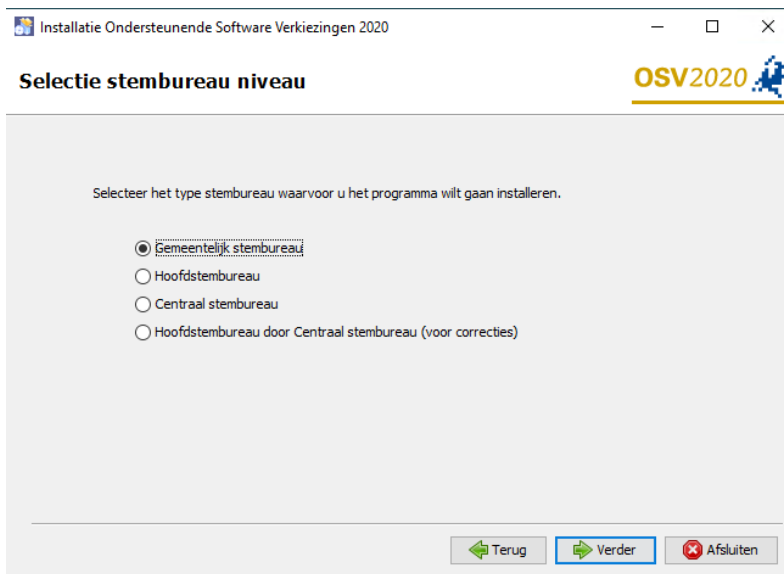 Installatie Ondersteunende Software Verkiezingen 2020
Selectie stembureau niveau
OSV2020
Selecteer het type stembureau waarvoor u het programma wilt gaan installeren.
Gemeentelijk stembureau
Hoofdstembureau
Centraal stembureau
Hoofdstembureau door Centraal stembureau (voor correcties)
Terug
Verder
Afsluiten